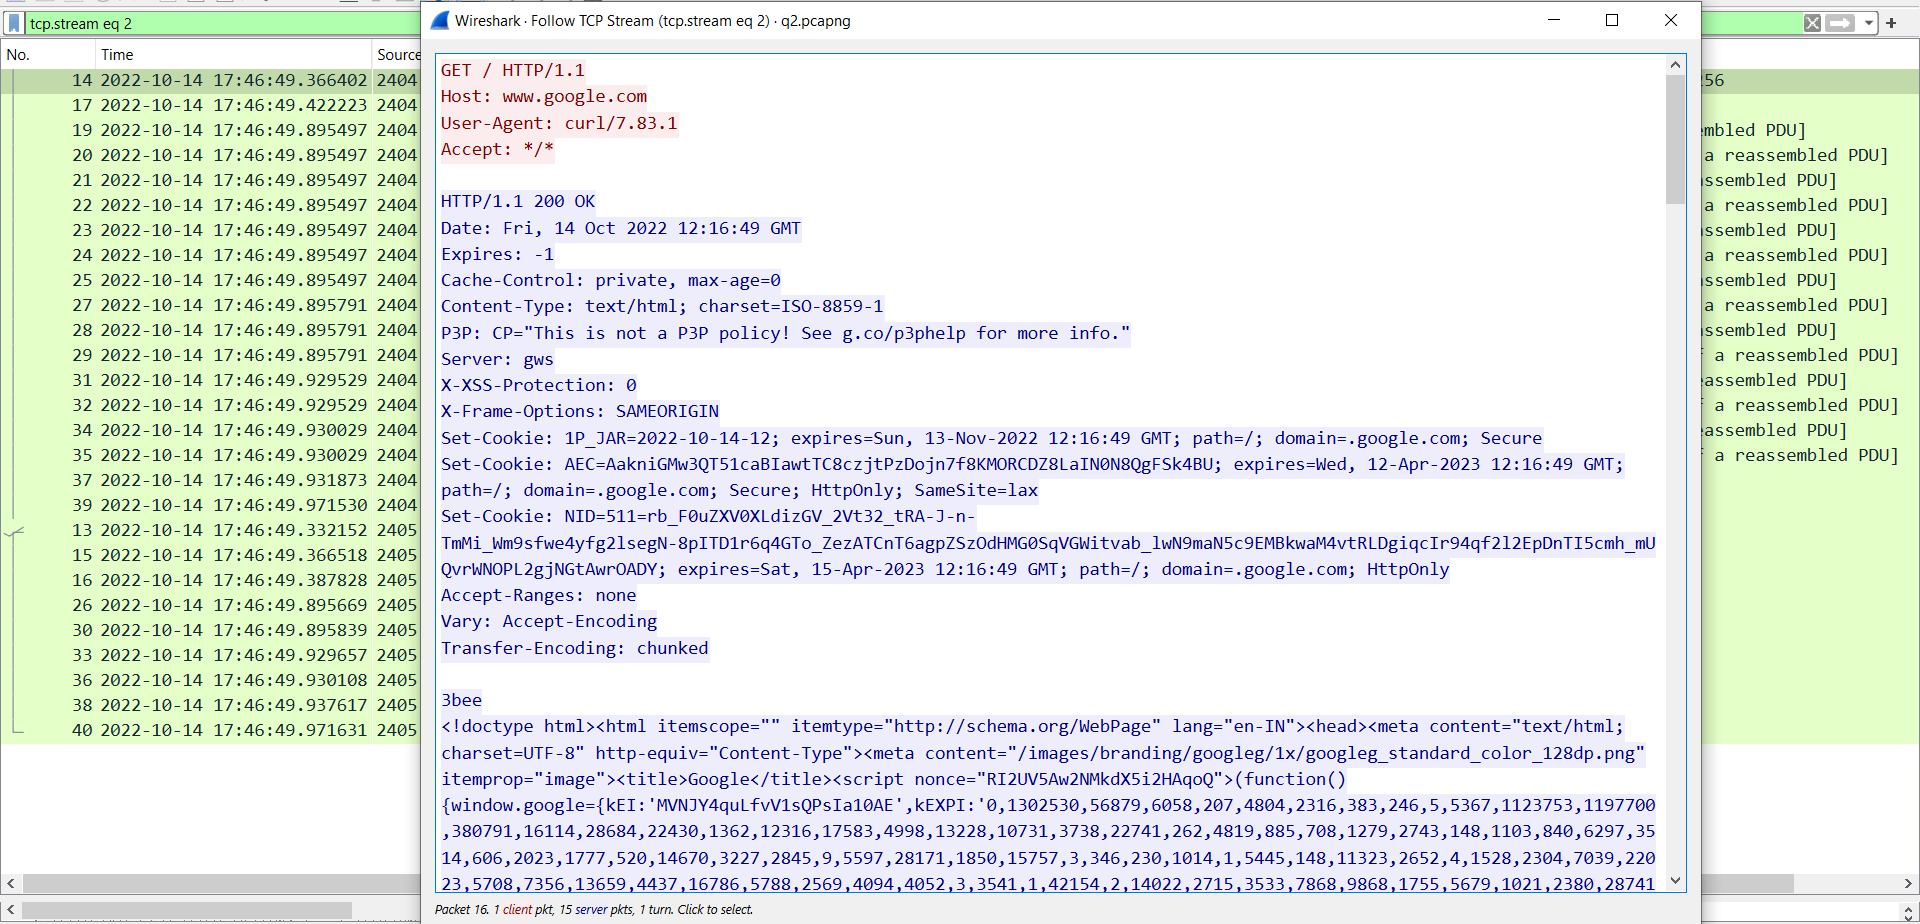 Wireshark · Follow TCP Stream (tcp.stream eq 2) · q2.pcapng
tcp.stream eq 2
No. Time Source
14 2022-10-14 17:46:49.366402 2404
17 2022-10-14 17:46:49.422223 2404
19 2022-10-14 17:46:49.895497 2404
20 2022-10-14 17:46:49.895497 2404
21 2022-10-14 17:46:49.895497 2404
22 2022-10-14 17:46:49.895497 2404
23 2022-10-14 17:46:49.895497 2404
24 2022-10-14 17:46:49.895497 2404
25 2022-10-14 17:46:49.895497 2404
27 2022-10-14 17:46:49.895791 2404
28 2022-10-14 17:46:49.895791 2404
29 2022-10-14 17:46:49.895791 2404
31 2022-10-14 17:46:49.929529 2404
32 2022-10-14 17:46:49.929529 2404
34 2022-10-14 17:46:49.930029 2404
35 2022-10-14 17:46:49.930029 2404
37 2022-10-14 17:46:49.931873 2404
39 2022-10-14 17:46:49.971530 2404
13 2022-10-14 17:46:49.332152 2405
15 2022-10-14 17:46:49.366518 2405
16 2022-10-14 17:46:49.387828 2405
26 2022-10-14 17:46:49.895669 2405
30 2022-10-14 17:46:49.895839 2405
33 2022-10-14 17:46:49.929657 2405
36 2022-10-14 17:46:49.930108 2405
38 2022-10-14 17:46:49.937617 2405
40 2022-10-14 17:46:49.971631 2405
GET / HTTP/1.1
Host: www.google.com
User-Agent: curl/7.83.1
Accept: */*
HTTP/1.1 200 OK
Date: Fri, 14 Oct 2022 12:16:49 GMT
Expires: -1
Cache-Control: private, max-age=0
Content-Type: text/html; charset=ISO-8859-1
P3P: CP="This is not a P3P policy! See g.co/p3phelp for more info."
Server: gws
X-XSS-Protection: 0
X-Frame-Options: SAMEORIGIN
Set-Cookie: 1P_JAR=2022-10-14-12; expires=Sun, 13-Nov-2022 12:16:49 GMT; path=/; domain=.google.com; Secure
Set-Cookie: AEC=AakniGMw3QT51caBIawtTC8czjtPzDojn7f8KMORCDZ8LaIN0N8QgFSk4BU; expires=Wed, 12-Apr-2023 12:16:49 GMT;
path=/; domain=.google.com; Secure; HttpOnly; SameSite=lax
Set-Cookie: NID=511=rb_F0uZXV0XLdizGV_2Vt32_tRA-J-n-
TmMi_Wm9sfwe4yfg2lsegN-8pITD1r6q4GTo_ZezATCnT6agpZSzOdHMG0SqVGWitvab_lwN9maN5c9EMBkwaM4vtRLDgiqcIr94qf2l2EpDnTI5cmh_mU
QvrWNOPL2gjNGtAwrOADY; expires=Sat, 15-Apr-2023 12:16:49 GMT; path=/; domain=.google.com; HttpOnly
Accept-Ranges: none
Vary: Accept-Encoding
Transfer-Encoding: chunked
3bee
<!doctype html><html itemscope="" itemtype="http://schema.org/WebPage" lang="en-IN"><head><meta content="text/html;
charset=UTF-8" http-equiv="Content-Type"><meta content="/images/branding/googleg/1x/googleg_standard_color_128dp.png"
itemprop="image"><title>Google</title><script nonce="RI2UV5Aw2NMkdX5i2HAqoQ">(function()
{window.google={kEI:'MVNJY4quLfvV1sQPsIa10AE',kEXPI:'0,1302530,56879,6058,207,4804,2316,383,246,5,5367,1123753,1197700
,380791,16114,28684,22430,1362,12316,17583,4998,13228,10731,3738,22741,262,4819,885,708,1279,2743,148,1103,840,6297,35
14,606,2023,1777,520,14670,3227,2845,9,5597,28171,1850,15757,3,346,230,1014,1,5445,148,11323,2652,4,1528,2304,7039,220
23,5708,7356,13659,4437,16786,5788,2569,4094,4052,3,3541,1,42154,2,14022,2715,3533,7868,9868,1755,5679,1021,2380,28741
Packet 16. 1 client pkt, 15 server pkts, 1 turn. Click to select.
56
mbled PDU]
a reassembled PDU]
ssembled PDU]
a reassembled PDU]
ssembled PDU]
a reassembled PDU]
ssembled PDU]
a reassembled PDU]
ssembled PDU]
a reassembled PDU]
eassembled PDU]
a reassembled PDU]
eassembled PDU]
a reassembled PDU]